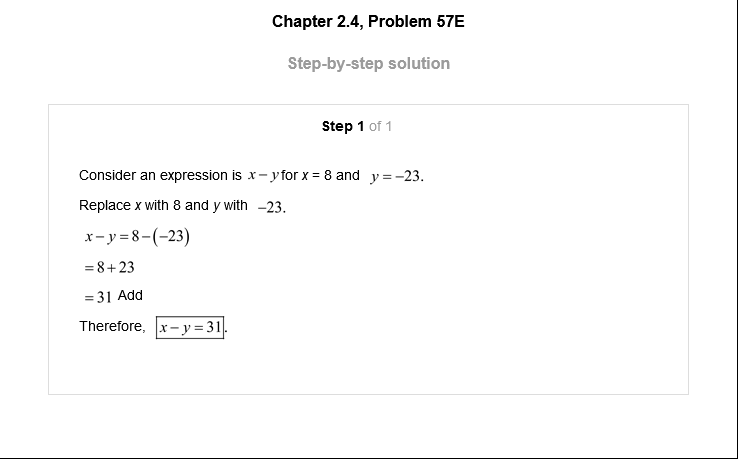 Chapter 2.4, Problem 57E
Step-by-step solution
Step 1 of 1
Consider an expression is x − y for x = 8 and y = −23.
Replace x with 8 and y with −23.
x − y = 8 − (−23)
= 8 + 23
= 31 Add
Therefore, x − y = 31.